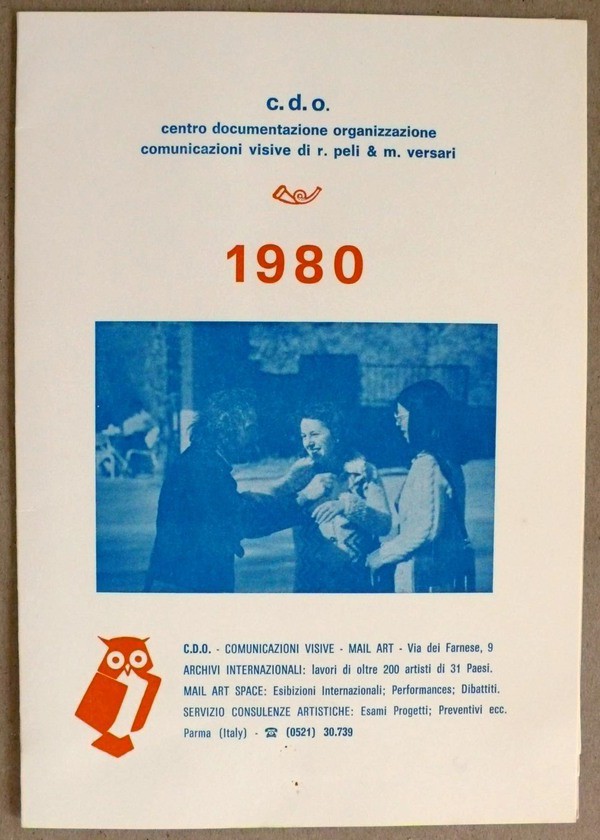 c.d.o.
centro documentazione organizzazione
comunicazioni visive di r. peli & m. versari
1980
C.D.O. - COMUNICAZIONI VISIVE - MAIL ART - Via dei Farnese, 9
ARCHIVI INTERNAZIONALI: lavori di oltre 200 artisti di 31 Paesi.
MAIL ART SPACE: Esibizioni Internazionali; Performances; Dibattiti.
SERVIZIO CONSULENZE ARTISTICHE: Esami Progetti; Preventivi ecc.
Parma (Italy) - ☎ (0521) 30.739